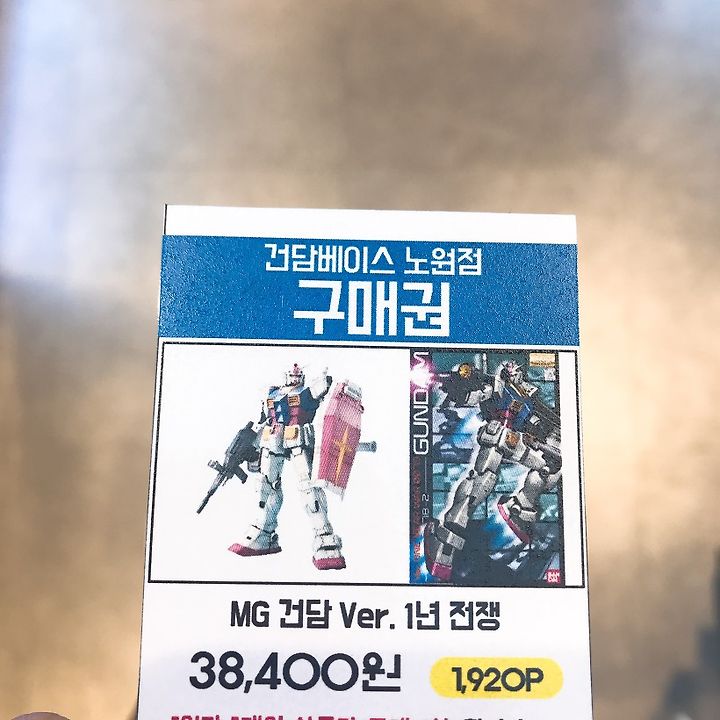 건담베이스 노원점
구매권
GUNDAM
MG 건담 Ver. 1년 전쟁
38,400원
1,920P